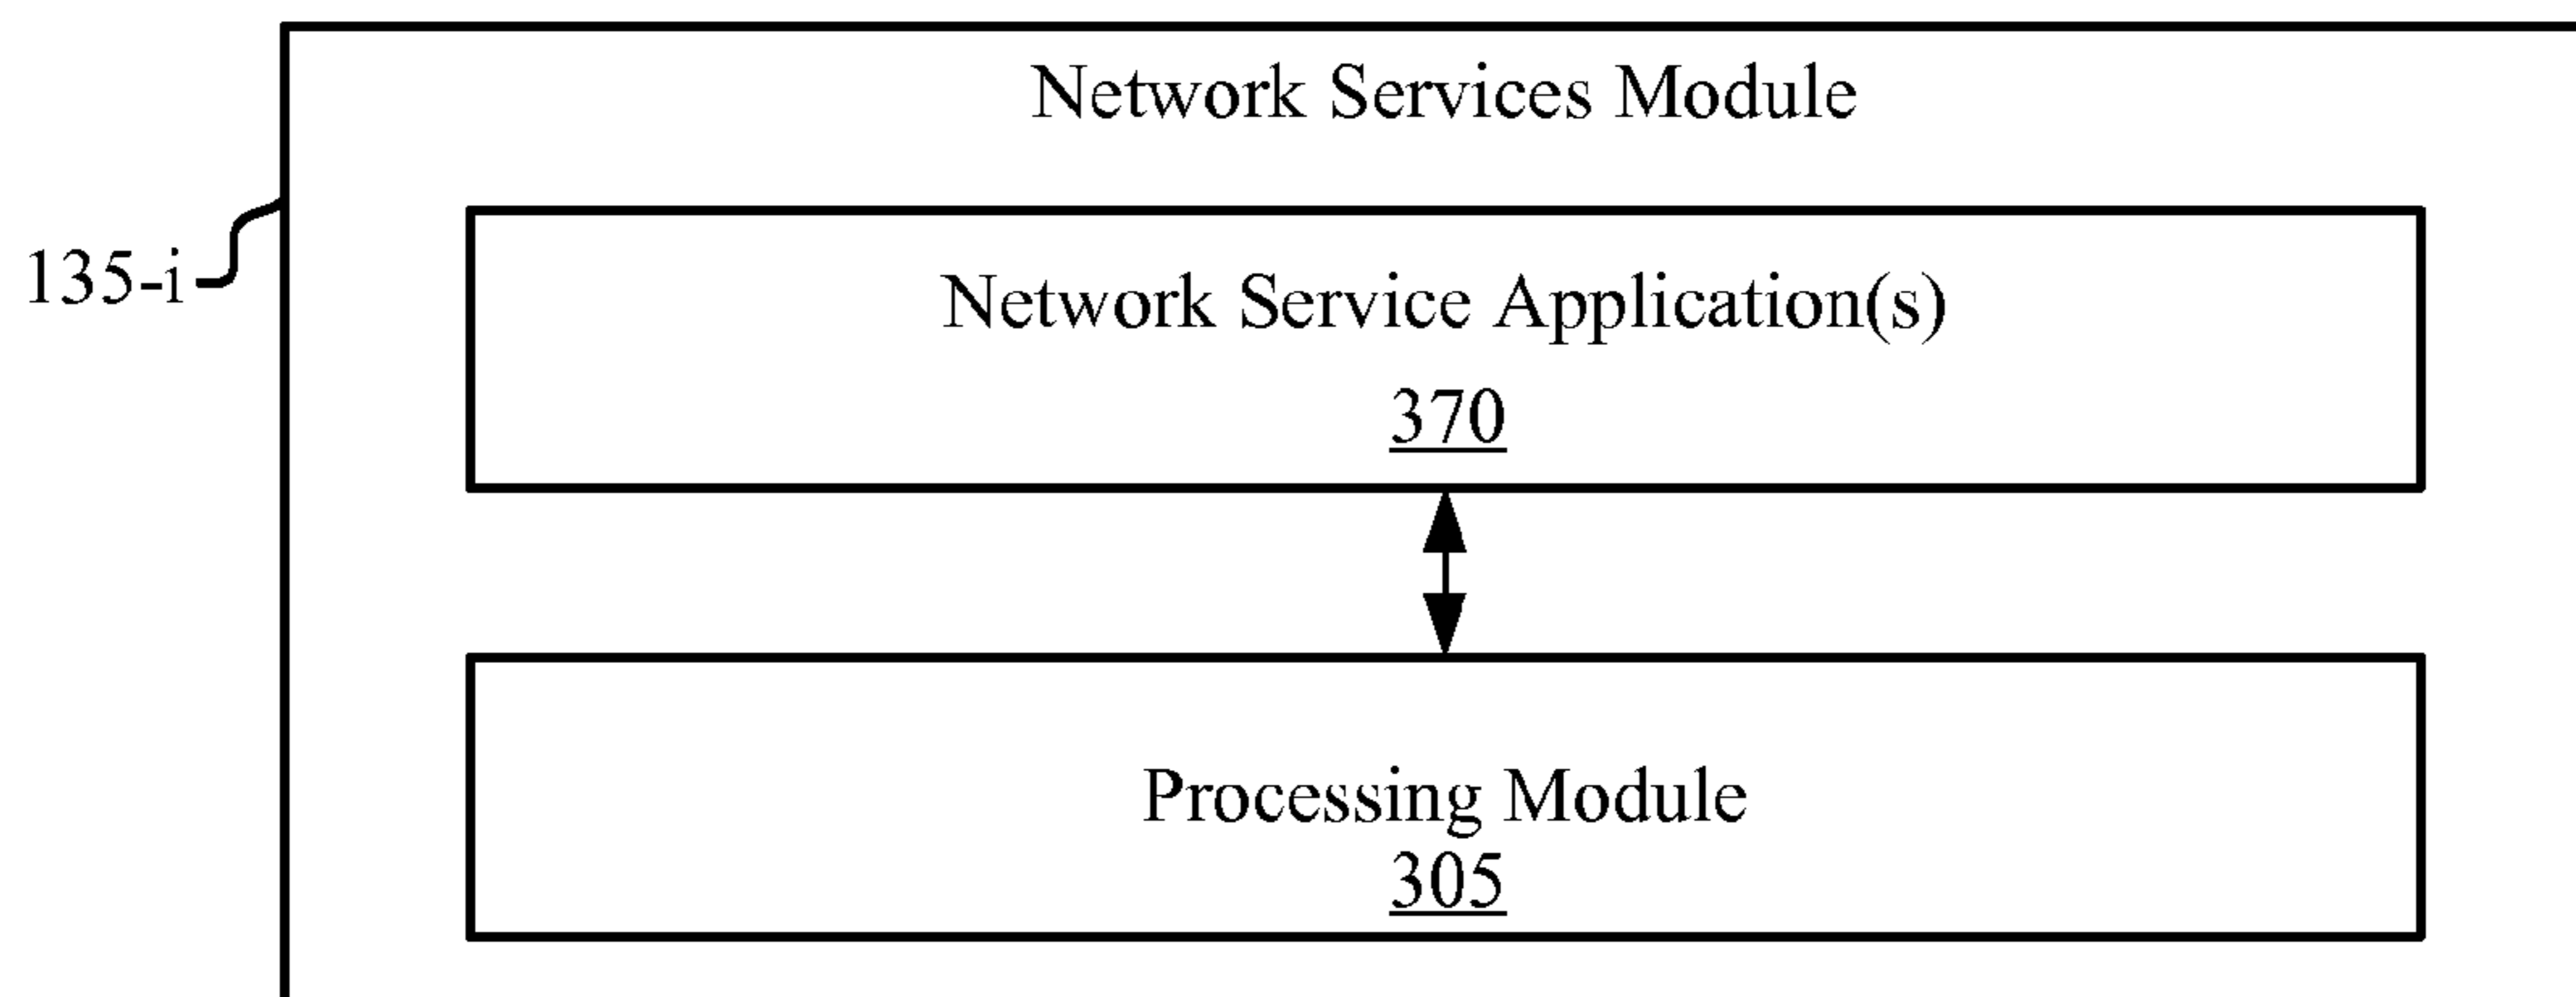 Network Services Module
135-i
Network Service Application(s)
370
Processing Module
305